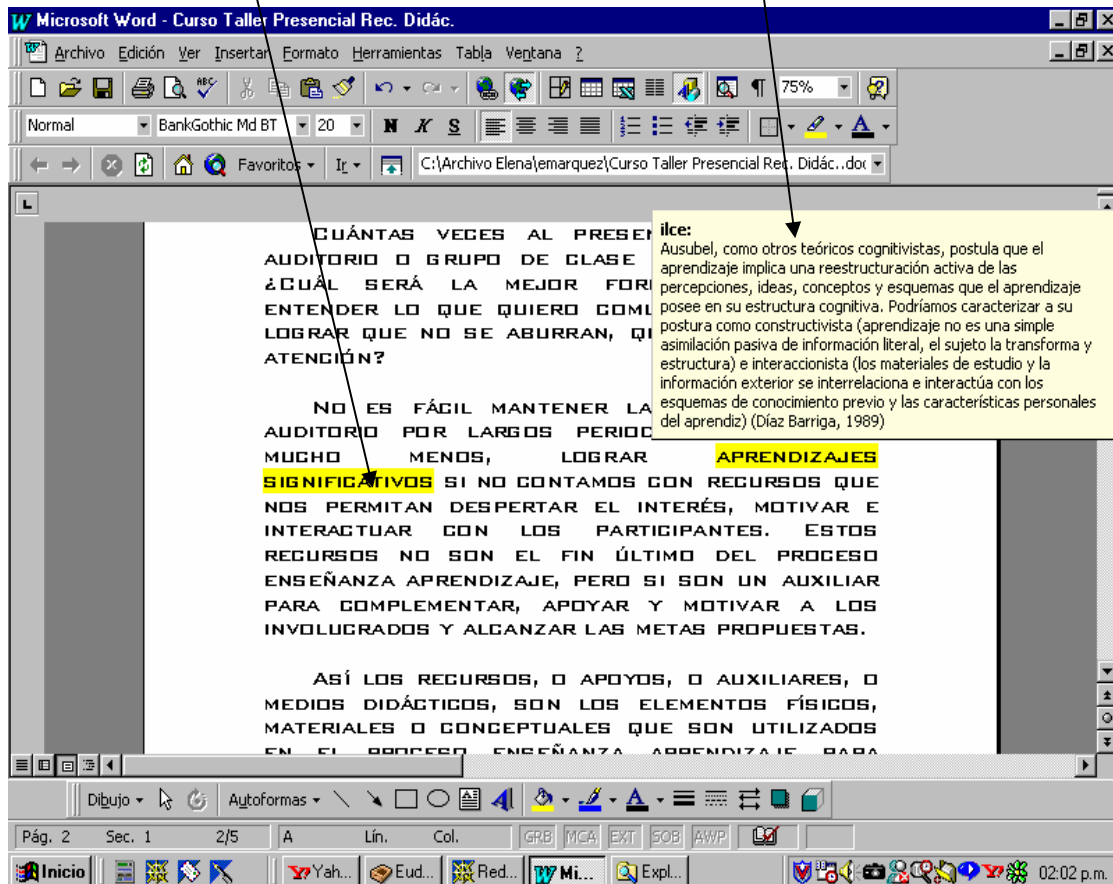 Microsoft Word - Curso Taller Presencial Rec. Didác.
Archivo Edición Ver Insertar Formato Herramientas Tabla Ventana ?
75%
Normal BankGothic Md BT 20 N K S
Favoritos Ir C:\Archivo Elena\emarquez\Curso Taller Presencial Rec. Didác..doc
CUÁNTAS VECES AL PRESEN
AUDITORIO O GRUPO DE CLASE
¿CUÁL SERÁ LA MEJOR FOR
ENTENDER LO QUE QUIERO COMU
LOGRAR QUE NO SE ABURRAN, QU
ATENCIÓN?
ilce:
Ausubel, como otros teóricos cognitivistas, postula que el
aprendizaje implica una reestructuración activa de las
percepciones, ideas, conceptos y esquemas que el aprendizaje
posee en su estructura cognitiva. Podríamos caracterizar a su
postura como constructivista (aprendizaje no es una simple
asimilación pasiva de información literal, el sujeto la transforma y
estructura) e interaccionista (los materiales de estudio y la
información exterior se interrelaciona e interactúa con los
esquemas de conocimiento previo y las características personales
del aprendiz) (Díaz Barriga, 1989)
NO ES FÁCIL MANTENER LA
AUDITORIO POR LARGOS PERIOD
MUCHO MENOS, LOGRAR APRENDIZAJES
SIGNIFICATIVOS SI NO CONTAMOS CON RECURSOS QUE
NOS PERMITAN DESPERTAR EL INTERÉS, MOTIVAR E
INTERACTUAR CON LOS PARTICIPANTES. ESTOS
RECURSOS NO SON EL FIN ÚLTIMO DEL PROCESO
ENSEÑANZA APRENDIZAJE, PERO SI SON UN AUXILIAR
PARA COMPLEMENTAR, APOYAR Y MOTIVAR A LOS
INVOLUCRADOS Y ALCANZAR LAS METAS PROPUESTAS.
ASÍ LOS RECURSOS, O APOYOS, O AUXILIARES, O
MEDIOS DIDÁCTICOS, SON LOS ELEMENTOS FÍSICOS,
MATERIALES O CONCEPTUALES QUE SON UTILIZADOS
EN EL PROCESO ENSEÑANZA APRENDIZAJE PARA
Dibujo Autoformas
Pág. 2 Sec. 1 2/5 A Lín. Col. GRB MCA EXT SOB AWP
Inicio Yah... Eud... Red... Mi... Expl... 02:02 p.m.